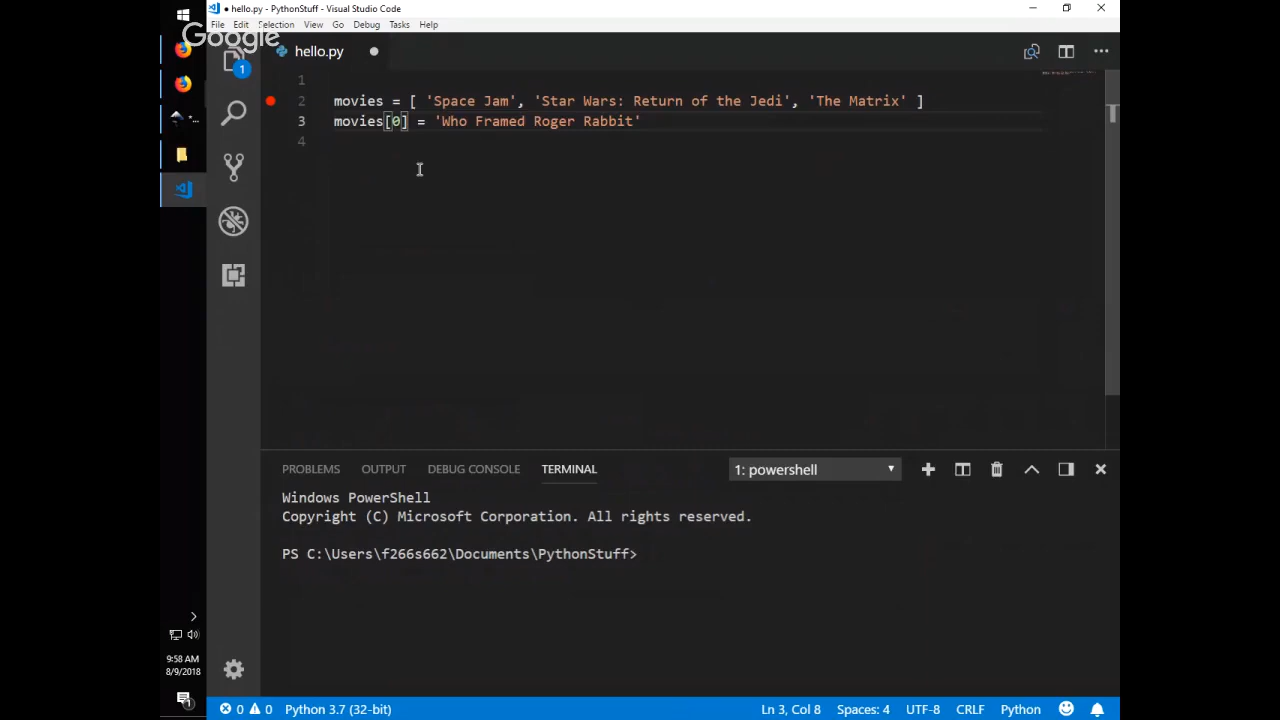 ● hello.py - PythonStuff - Visual Studio Code
File Edit Selection View Go Debug Tasks Help
Google
hello.py
1
1
2 movies = [ 'Space Jam', 'Star Wars: Return of the Jedi', 'The Matrix' ]
3 movies[0] = 'Who Framed Roger Rabbit'
4
PROBLEMS OUTPUT DEBUG CONSOLE TERMINAL 1: powershell
Windows PowerShell
Copyright (C) Microsoft Corporation. All rights reserved.
PS C:\Users\f266s662\Documents\PythonStuff>
9:58 AM
8/9/2018
1
0 0 Python 3.7 (32-bit) Ln 3, Col 8 Spaces: 4 UTF-8 CRLF Python